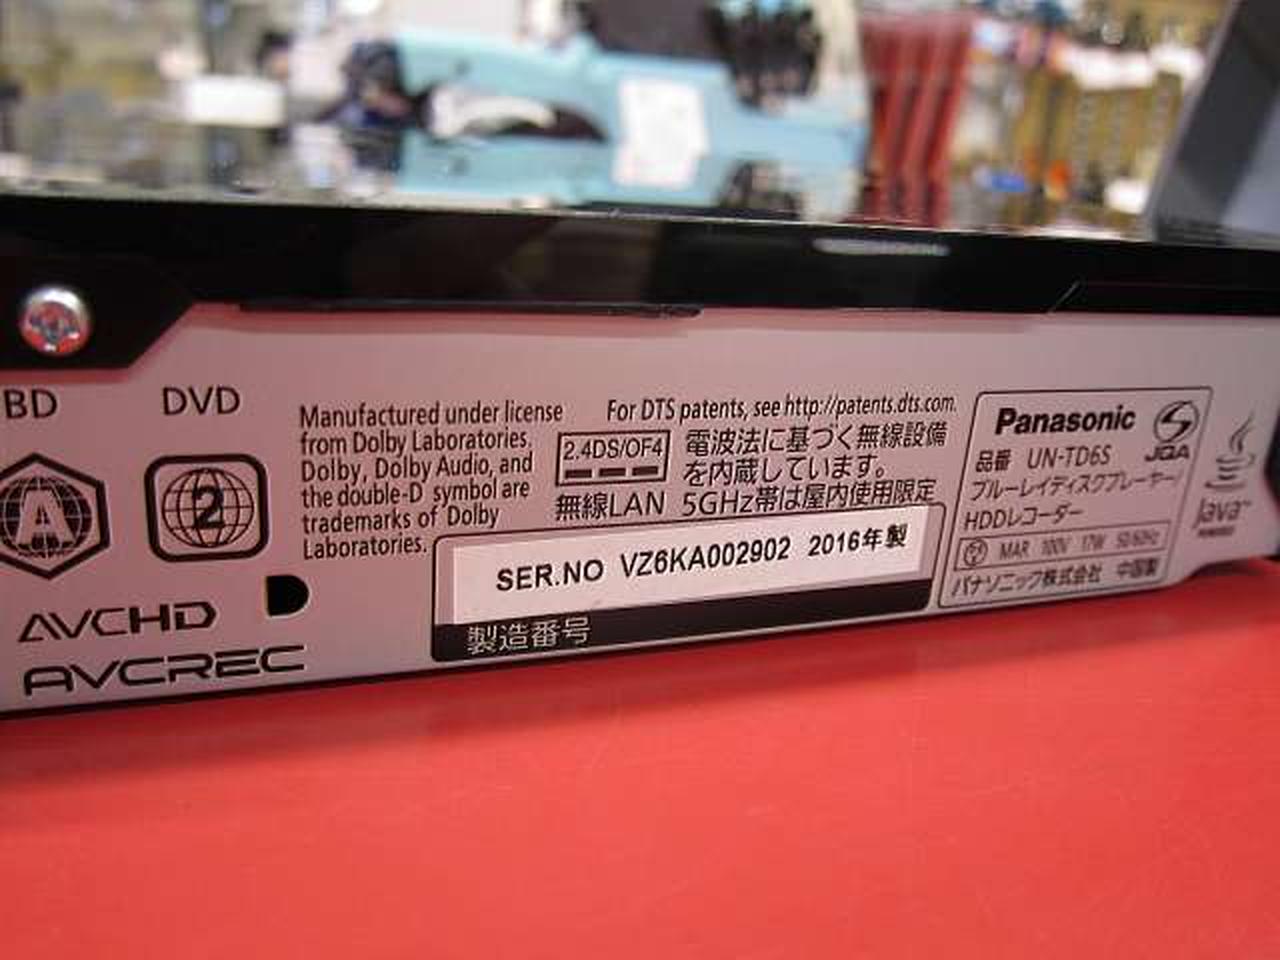 BD
DVD
A
2
AVCHD
AVCREC
Manufactured under license
from Dolby Laboratories.
Dolby, Dolby Audio, and
the double-D symbol are
trademarks of Dolby
Laboratories.
For DTS patents, see http://patents.dts.com.
2.4DS/OF4
無線LAN
電波法に基づく無線設備
を内蔵しています。
5GHz帯は屋内使用限定
SER.NO VZ6KA002902 2016年製
製造番号
Panasonic
JQA
品番 UN-TD6S
ブルーレイディスクプレーヤー/
HDDレコーダー
MAR 100V 17W 50/60Hz
パナソニック株式会社 中国製
Java